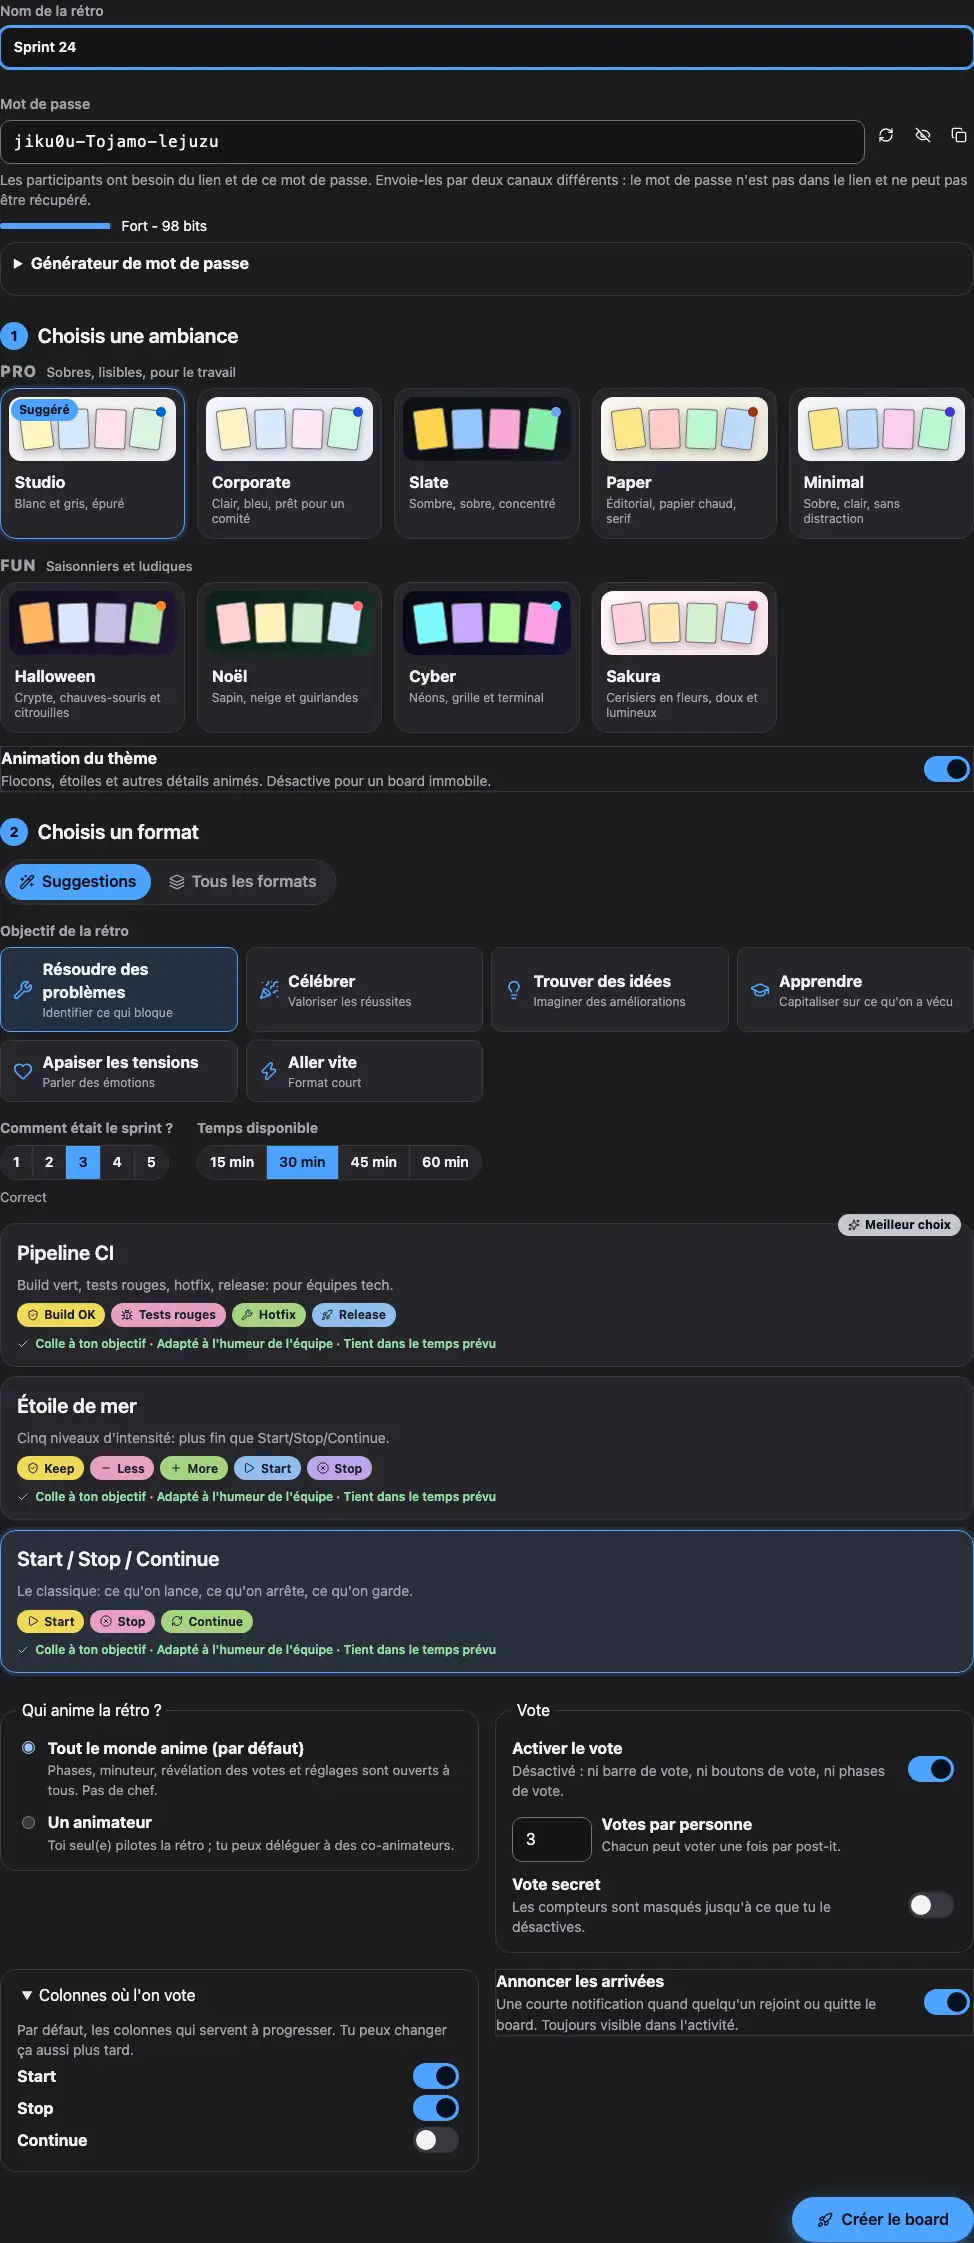 Nom de la rétro
Sprint 24
Mot de passe
jiku0u-Tojamo-lejuzu
Les participants ont besoin du lien et de ce mot de passe. Envoie-les par deux canaux différents : le mot de passe n'est pas dans le lien et ne peut pas
être récupéré.
Fort - 98 bits
Générateur de mot de passe
1 Choisis une ambiance
PRO Sobres, lisibles, pour le travail
Suggéré
Studio
Blanc et gris, épuré
Corporate
Clair, bleu, prêt pour un
comité
Slate
Sombre, sobre, concentré
Paper
Éditorial, papier chaud,
serif
Minimal
Sobre, clair, sans
distraction
FUN Saisonniers et ludiques
Halloween
Crypte, chauves-souris et
citrouilles
Noël
Sapin, neige et guirlandes
Cyber
Néons, grille et terminal
Sakura
Cerisiers en fleurs, doux et
lumineux
Animation du thème
Flocons, étoiles et autres détails animés. Désactive pour un board immobile.
2 Choisis un format
Suggestions
Tous les formats
Objectif de la rétro
Résoudre des
problèmes
Identifier ce qui bloque
Célébrer
Valoriser les réussites
Trouver des idées
Imaginer des améliorations
Apprendre
Capitaliser sur ce qu'on a vécu
Apaiser les tensions
Parler des émotions
Aller vite
Format court
Comment était le sprint ?
1 2 3 4 5
Correct
Temps disponible
15 min 30 min 45 min 60 min
Meilleur choix
Pipeline CI
Build vert, tests rouges, hotfix, release: pour équipes tech.
Build OK Tests rouges Hotfix Release
Colle à ton objectif · Adapté à l'humeur de l'équipe · Tient dans le temps prévu
Étoile de mer
Cinq niveaux d'intensité: plus fin que Start/Stop/Continue.
Keep Less More Start Stop
Colle à ton objectif · Adapté à l'humeur de l'équipe · Tient dans le temps prévu
Start / Stop / Continue
Le classique: ce qu'on lance, ce qu'on arrête, ce qu'on garde.
Start Stop Continue
Colle à ton objectif · Adapté à l'humeur de l'équipe · Tient dans le temps prévu
Qui anime la rétro ?
Tout le monde anime (par défaut)
Phases, minuteur, révélation des votes et réglages sont ouverts à
tous. Pas de chef.
Un animateur
Toi seul(e) pilotes la rétro ; tu peux déléguer à des co-animateurs.
Vote
Activer le vote
Désactivé : ni barre de vote, ni boutons de vote, ni phases
de vote.
3
Votes par personne
Chacun peut voter une fois par post-it.
Vote secret
Les compteurs sont masqués jusqu'à ce que tu le
désactives.
Colonnes où l'on vote
Par défaut, les colonnes qui servent à progresser. Tu peux changer
ça aussi plus tard.
Start
Stop
Continue
Annoncer les arrivées
Une courte notification quand quelqu'un rejoint ou quitte le
board. Toujours visible dans l'activité.
Créer le board